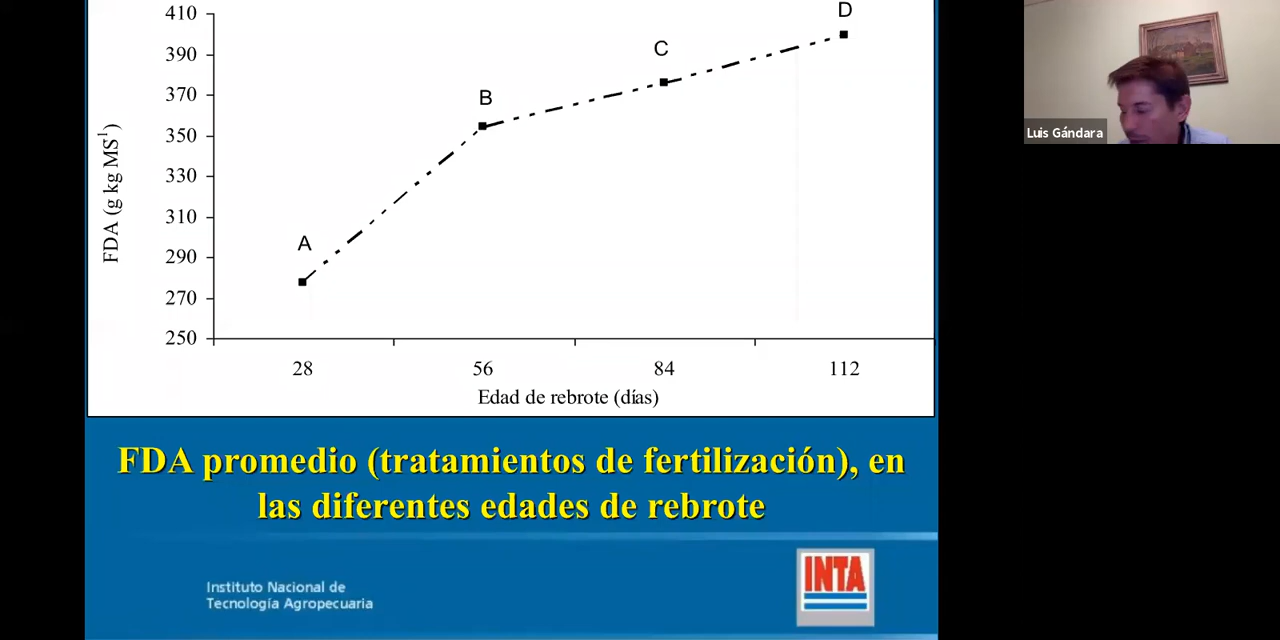 410
390
370
350
330
310
290
270
250
FDA (g kg MS¹)
A
B
C
D
28 56 84 112
Edad de rebrote (días)
FDA promedio (tratamientos de fertilización), en
las diferentes edades de rebrote
Instituto Nacional de
Tecnología Agropecuaria
INTA
Luis Gándara